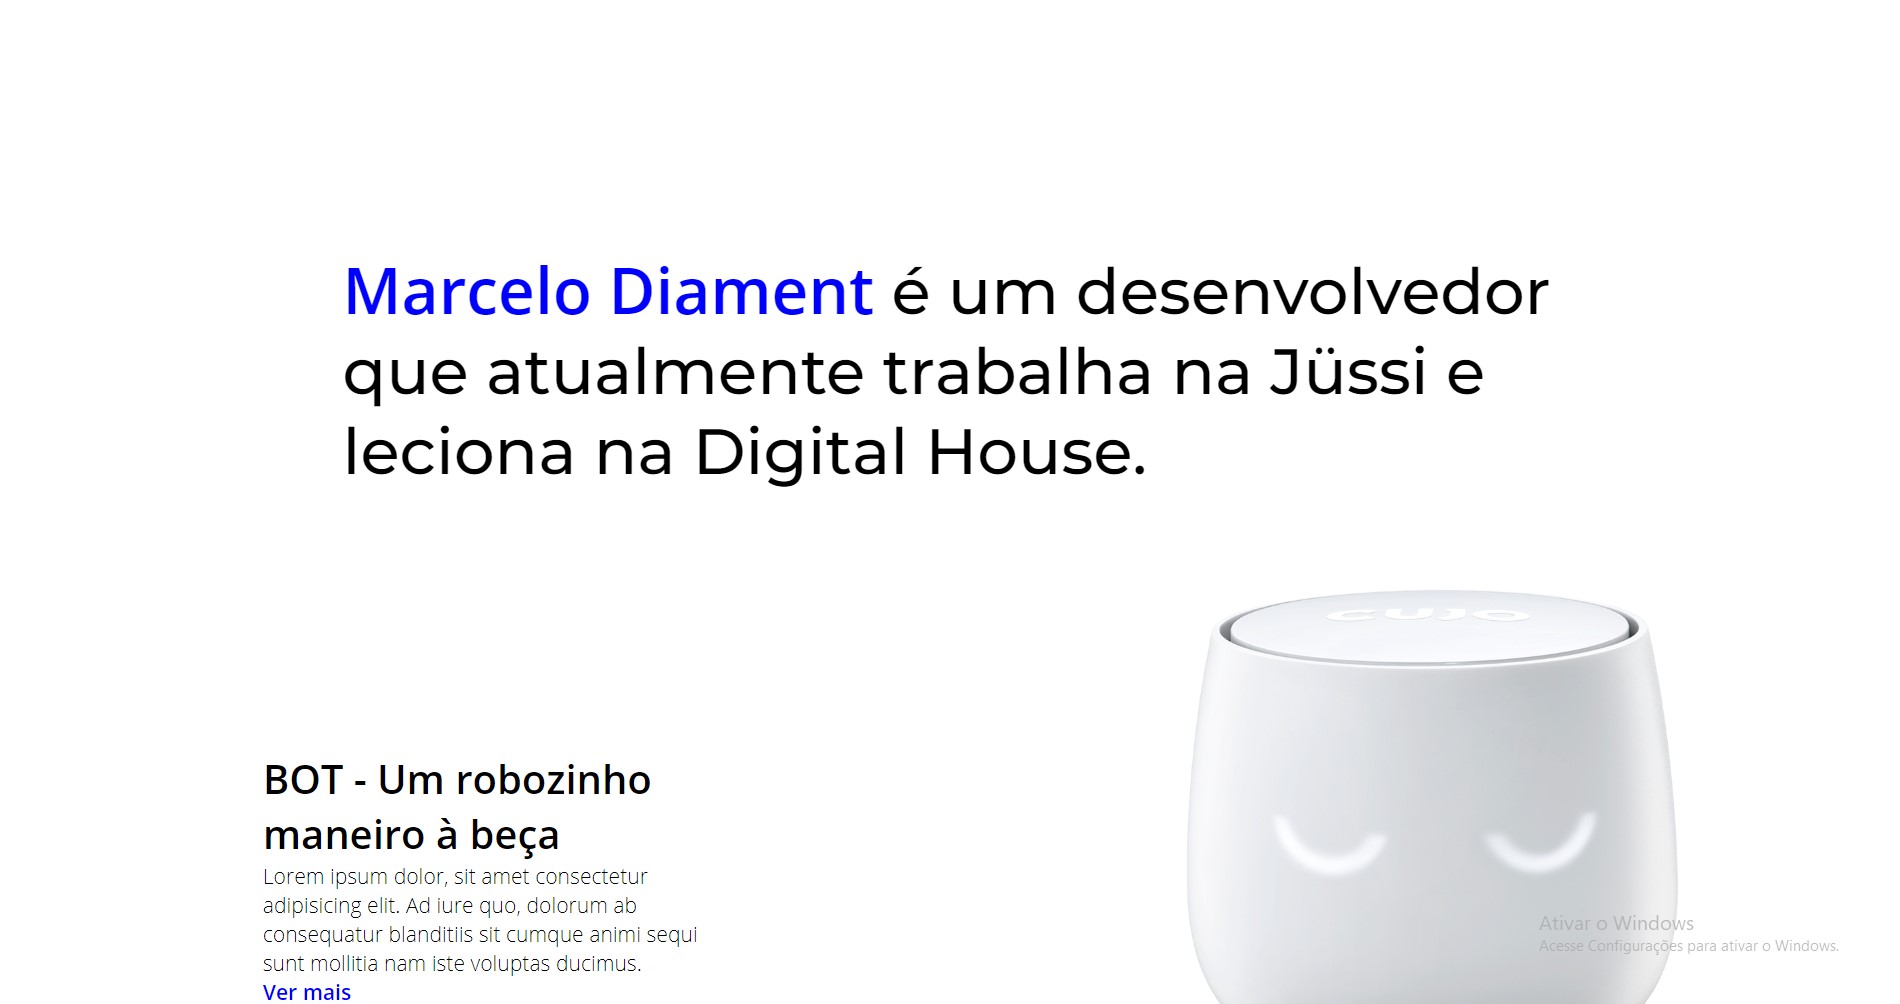 Marcelo Diament é um desenvolvedor
que atualmente trabalha na Jüssi e
leciona na Digital House.
CUJO
BOT - Um robozinho
maneiro à beça
Lorem ipsum dolor, sit amet consectetur
adipisicing elit. Ad iure quo, dolorum ab
consequatur blanditiis sit cumque animi sequi
sunt mollitia nam iste voluptas ducimus.
Ver mais
Ativar o Windows
Acesse Configurações para ativar o Windows.